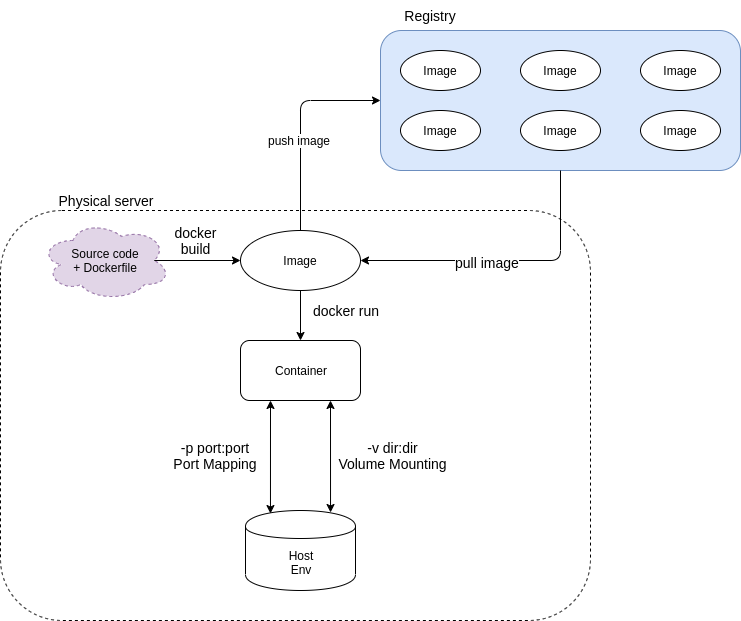 Registry
Image
Image
Image
Image
Image
Image
push image
Physical server
docker
build
Source code
+ Dockerfile
Image
pull image
docker run
Container
-p port:port
Port Mapping
-v dir:dir
Volume Mounting
Host
Env